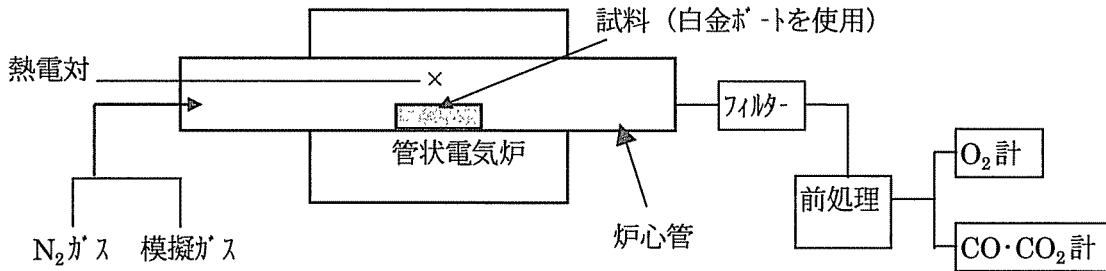 試料（白金ﾎﾞｰﾄを使用）
熱電対
×
フィルター
管状電気炉
O₂計
前処理
炉心管
N₂ｶﾞｽ
模擬ｶﾞｽ
CO･CO₂計